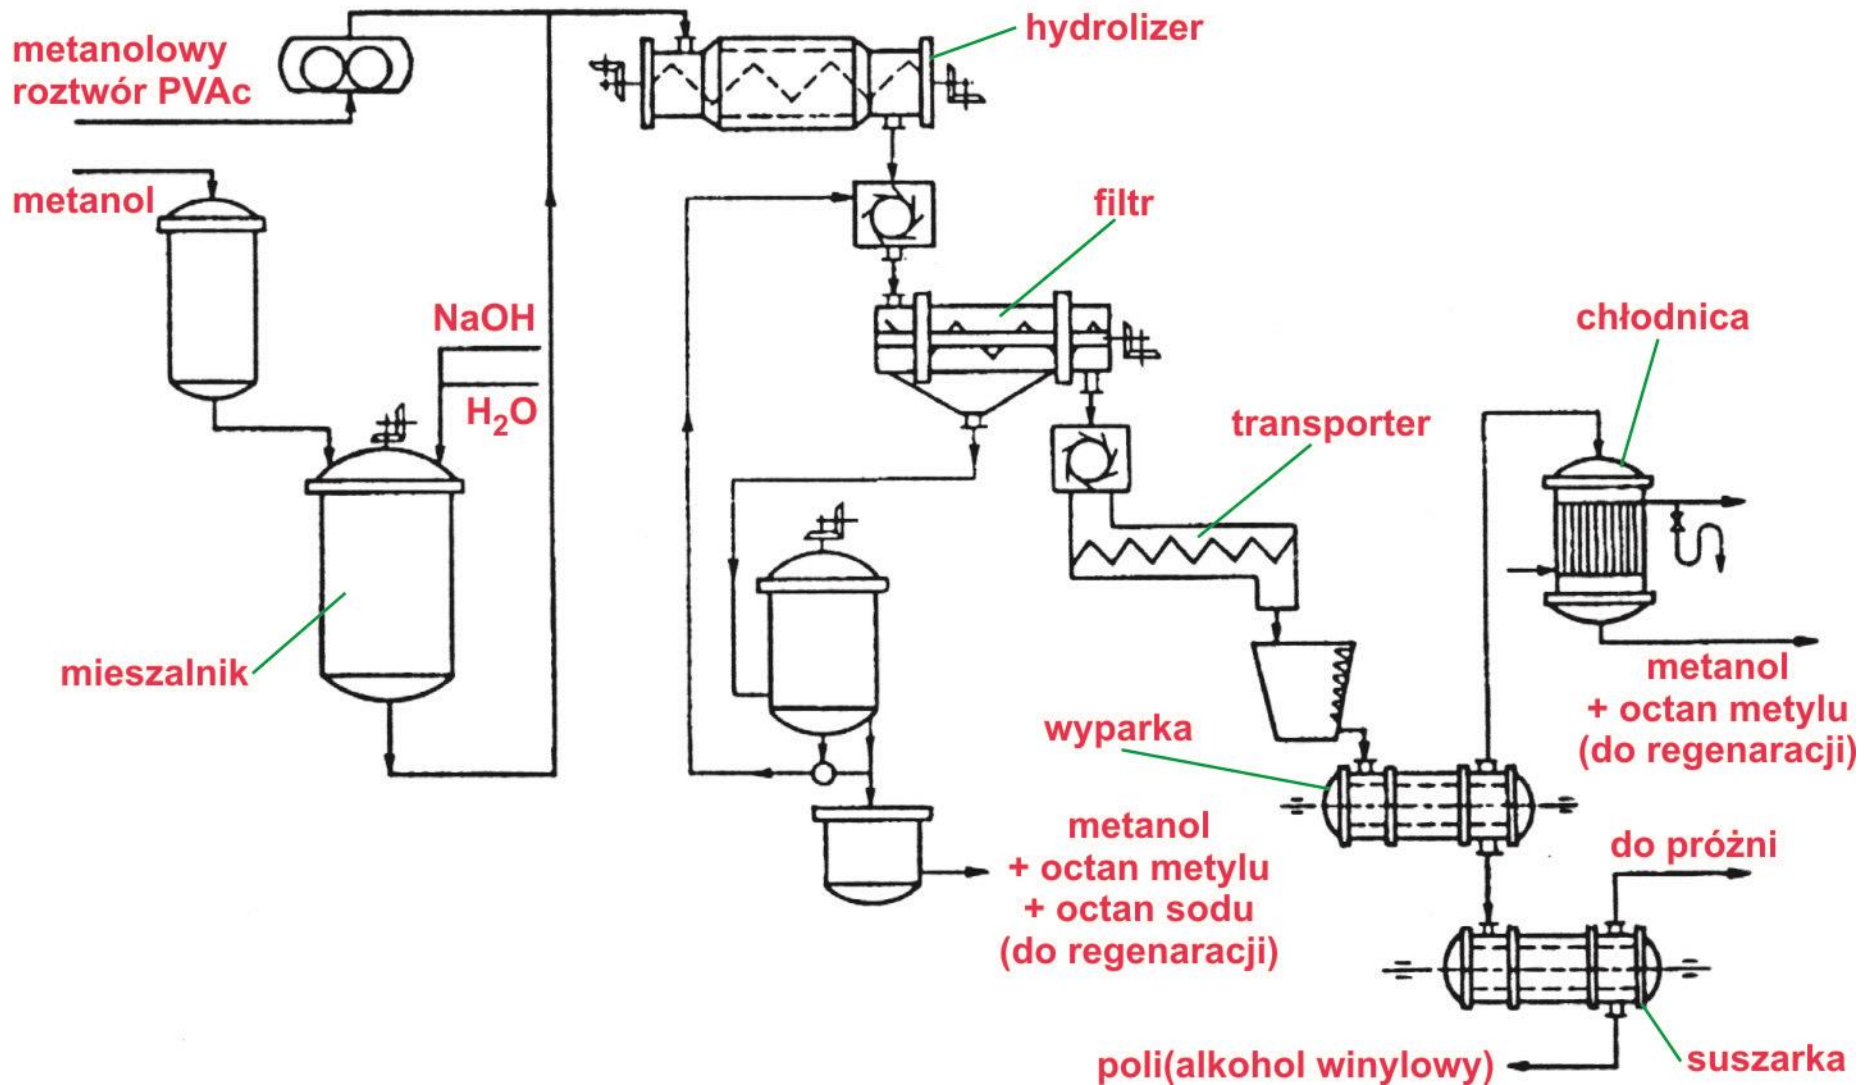 metanolowy
roztwór PVAc
hydrolizer
metanol
filtr
NaOH
H₂O
chłodnica
transporter
mieszalnik
metanol
+ octan metylu
(do regenaracji)
wyparka
metanol
+ octan metylu
+ octan sodu
(do regenaracji)
do próżni
poli(alkohol winylowy)
suszarka